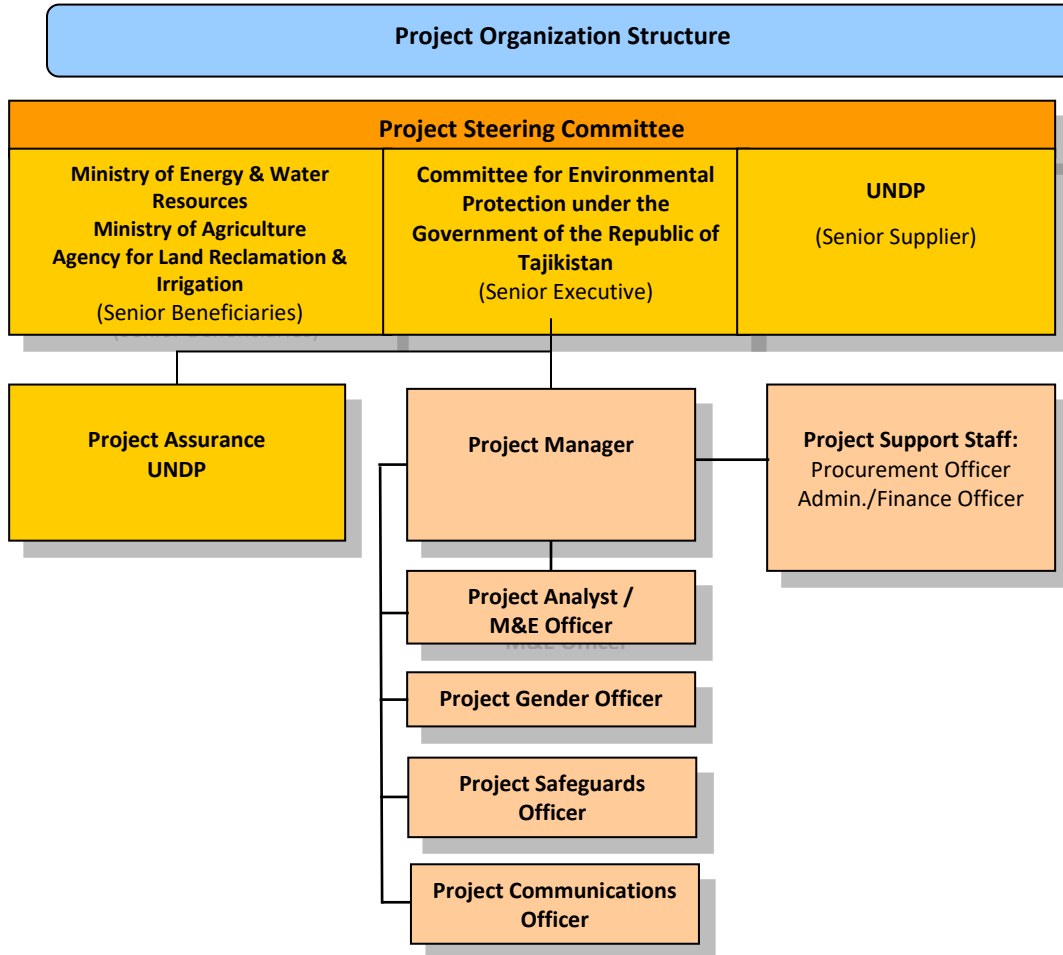 Project Organization Structure
Project Steering Committee
Ministry of Energy & Water
Resources
Ministry of Agriculture
Agency for Land Reclamation &
Irrigation
(Senior Beneficiaries)
Committee for Environmental
Protection under the
Government of the Republic of
Tajikistan
(Senior Executive)
UNDP
(Senior Supplier)
Project Assurance
UNDP
Project Manager
Project Support Staff:
Procurement Officer
Admin./Finance Officer
Project Analyst /
M&E Officer
Project Gender Officer
Project Safeguards
Officer
Project Communications
Officer